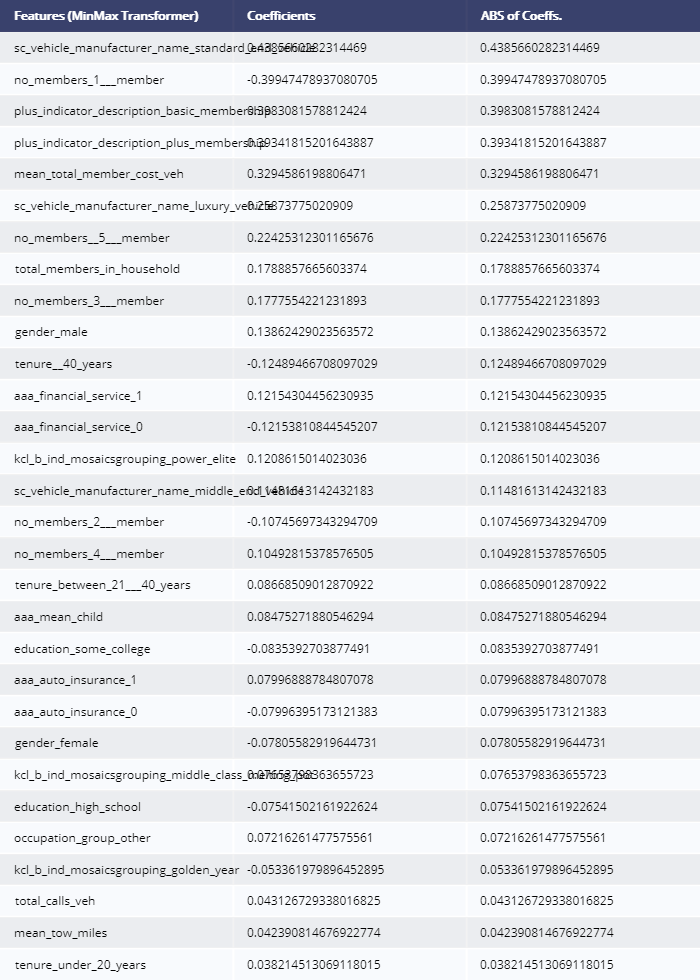 Features (MinMax Transformer) Coefficients ABS of Coeffs.
sc_vehicle_manufacturer_name_standard_end_vehicle 0.4385660282314469 0.4385660282314469
no_members_1___member -0.39947478937080705 0.39947478937080705
plus_indicator_description_basic_membership 0.3983081578812424 0.3983081578812424
plus_indicator_description_plus_membership 0.39341815201643887 0.39341815201643887
mean_total_member_cost_veh 0.3294586198806471 0.3294586198806471
sc_vehicle_manufacturer_name_luxury_vehicle 0.25873775020909 0.25873775020909
no_members__5___member 0.22425312301165676 0.22425312301165676
total_members_in_household 0.1788857665603374 0.1788857665603374
no_members_3___member 0.1777554221231893 0.1777554221231893
gender_male 0.13862429023563572 0.13862429023563572
tenure__40_years -0.12489466708097029 0.12489466708097029
aaa_financial_service_1 0.12154304456230935 0.12154304456230935
aaa_financial_service_0 -0.12153810844545207 0.12153810844545207
kcl_b_ind_mosaicsgrouping_power_elite 0.1208615014023036 0.1208615014023036
sc_vehicle_manufacturer_name_middle_end_vehicle 0.11481613142432183 0.11481613142432183
no_members_2___member -0.10745697343294709 0.10745697343294709
no_members_4___member 0.10492815378576505 0.10492815378576505
tenure_between_21___40_years 0.08668509012870922 0.08668509012870922
aaa_mean_child 0.08475271880546294 0.08475271880546294
education_some_college -0.0835392703877491 0.0835392703877491
aaa_auto_insurance_1 0.07996888784807078 0.07996888784807078
aaa_auto_insurance_0 -0.07996395173121383 0.07996395173121383
gender_female -0.07805582919644731 0.07805582919644731
kcl_b_ind_mosaicsgrouping_middle_class_melting_pot 0.07653798363655723 0.07653798363655723
education_high_school -0.07541502161922624 0.07541502161922624
occupation_group_other 0.07216261477575561 0.07216261477575561
kcl_b_ind_mosaicsgrouping_golden_year -0.053361979896452895 0.053361979896452895
total_calls_veh 0.043126729338016825 0.043126729338016825
mean_tow_miles 0.042390814676922774 0.042390814676922774
tenure_under_20_years 0.038214513069118015 0.038214513069118015